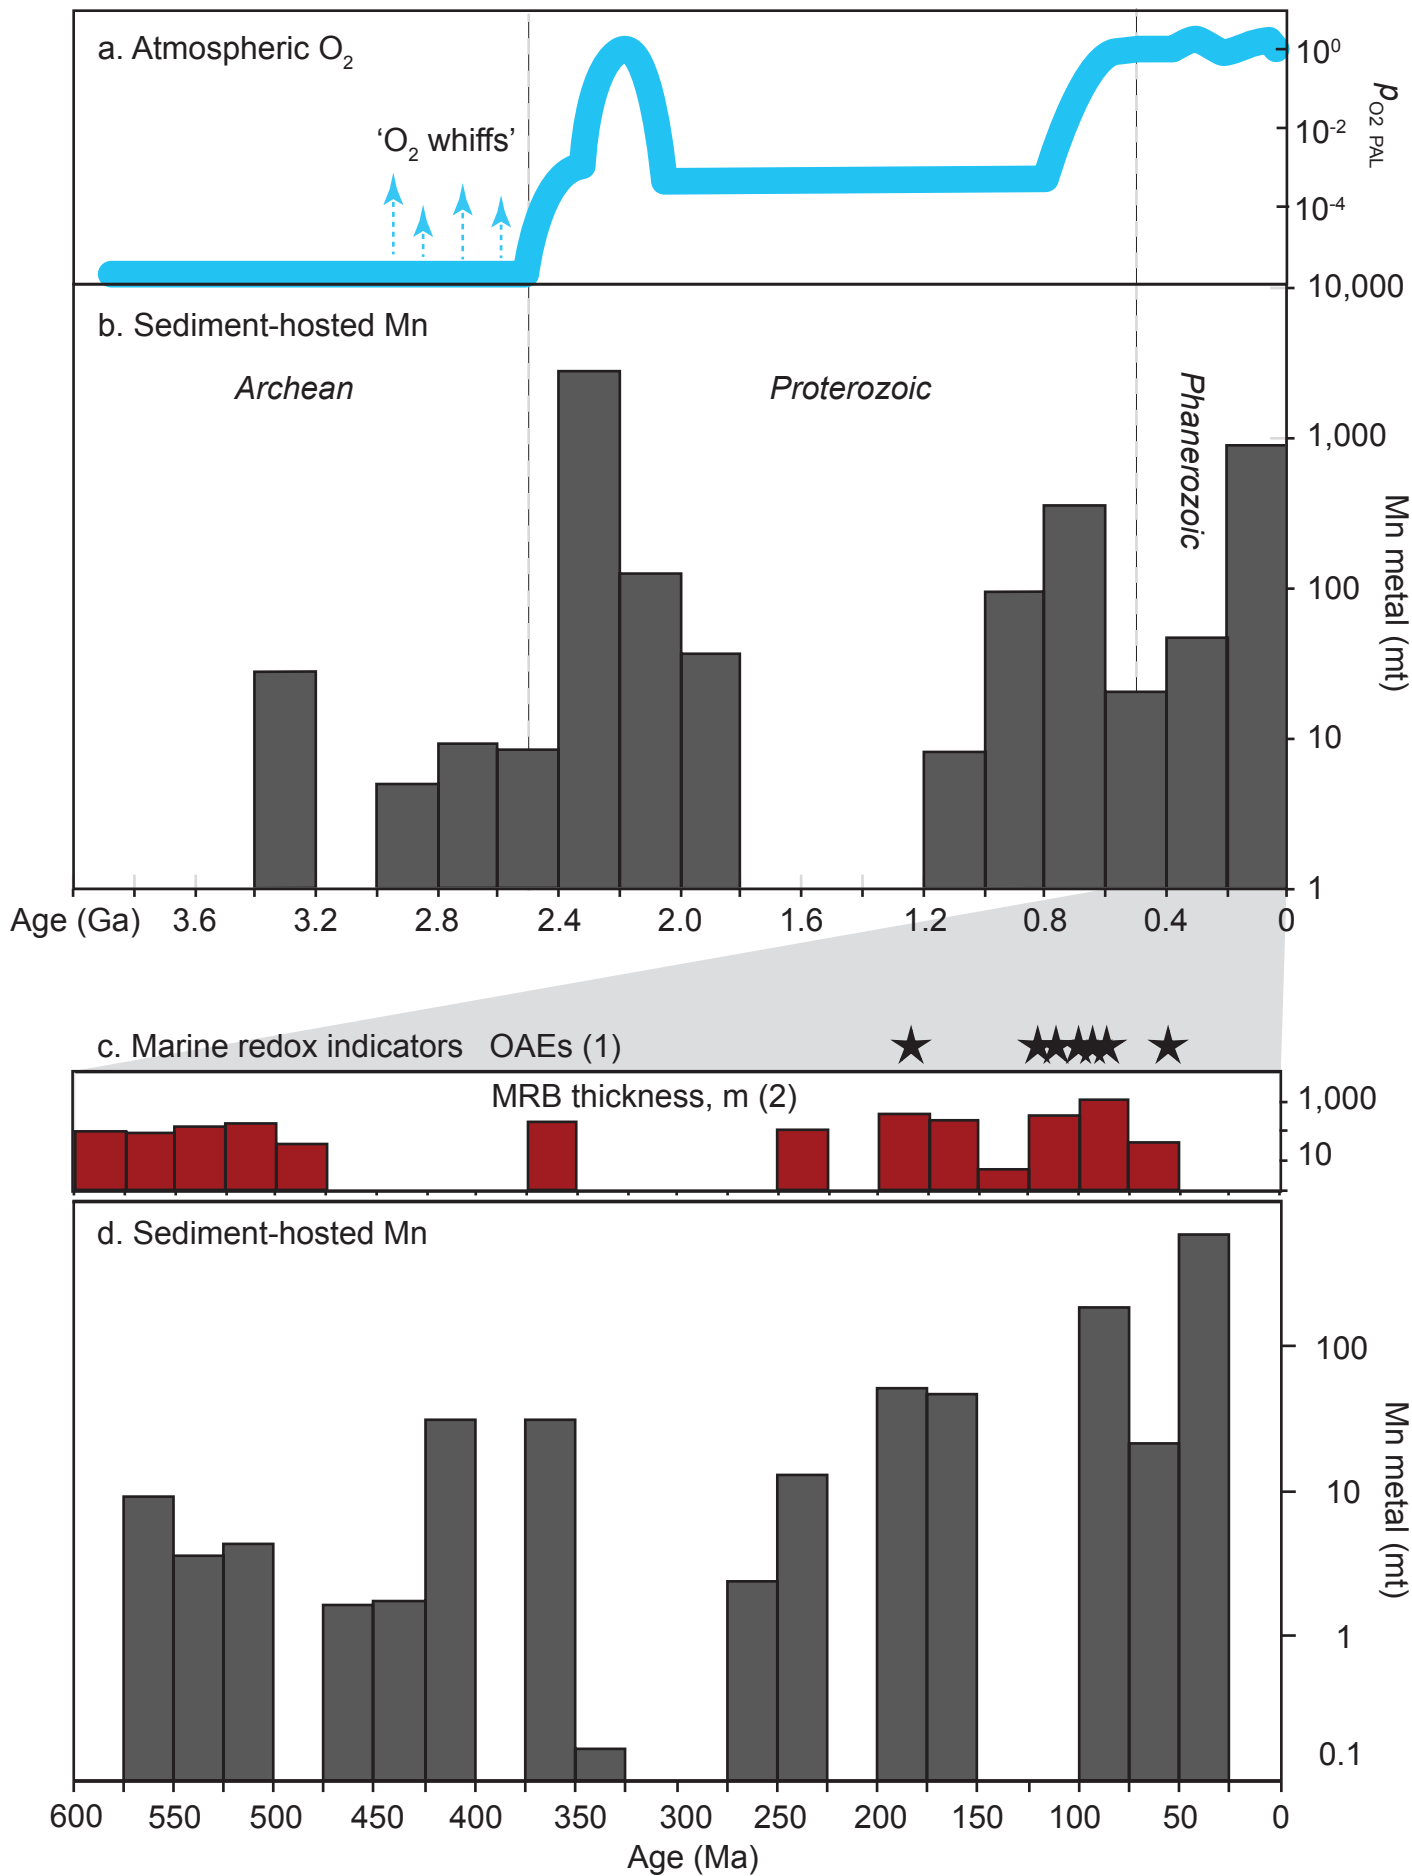 a. Atmospheric O2
10^0
pO2 PAL
'O2 whiffs'
10^-2
10^-4
10,000
b. Sediment-hosted Mn
Archean
Proterozoic
Phanerozoic
1,000
Mn metal (mt)
100
10
1
Age (Ga) 3.6 3.2 2.8 2.4 2.0 1.6 1.2 0.8 0.4 0
c. Marine redox indicators OAEs (1)
MRB thickness, m (2)
1,000
10
d. Sediment-hosted Mn
100
Mn metal (mt)
10
1
0.1
600 550 500 450 400 350 300 250 200 150 100 50 0
Age (Ma)